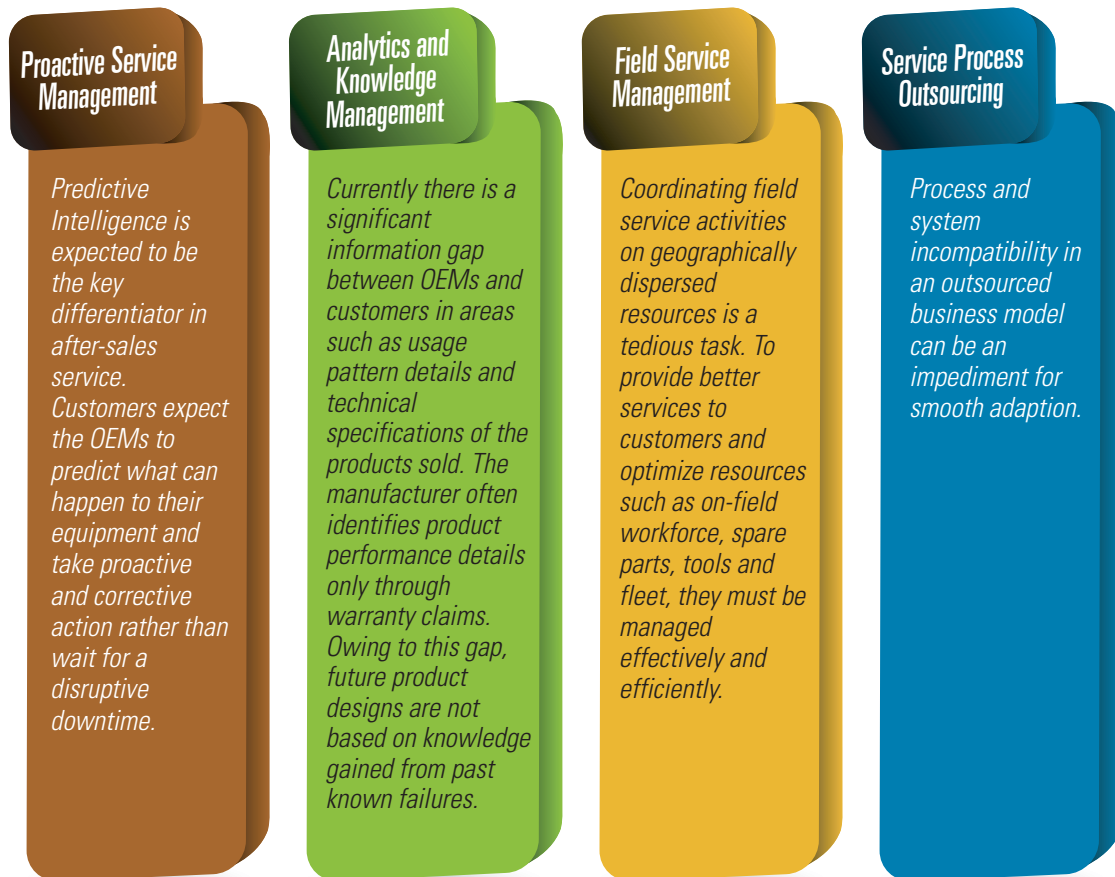 Proactive Service
Management
Predictive
Intelligence is
expected to be
the key
differentiator in
after-sales
service.
Customers expect
the OEMs to
predict what can
happen to their
equipment and
take proactive
and corrective
action rather than
wait for a
disruptive
downtime.
Analytics and
Knowledge
Management
Currently there is a
significant
information gap
between OEMs and
customers in areas
such as usage
pattern details and
technical
specifications of the
products sold. The
manufacturer often
identifies product
performance details
only through
warranty claims.
Owing to this gap,
future product
designs are not
based on knowledge
gained from past
known failures.
Field Service
Management
Coordinating field
service activities
on geographically
dispersed
resources is a
tedious task. To
provide better
services to
customers and
optimize resources
such as on-field
workforce, spare
parts, tools and
fleet, they must be
managed
effectively and
efficiently.
Service Process
Outsourcing
Process and
system
incompatibility in
an outsourced
business model
can be an
impediment for
smooth adaption.